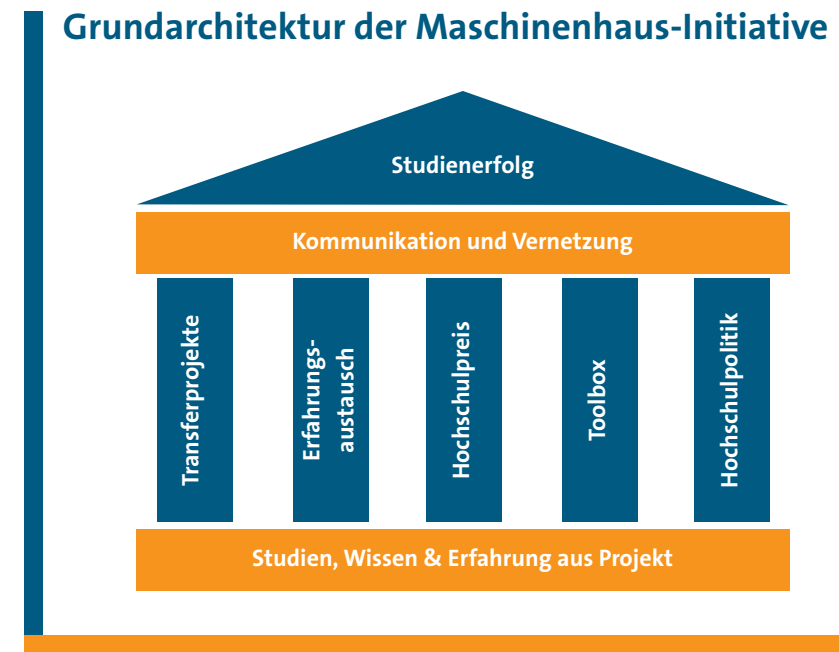 Grundarchitektur der Maschinenhaus-Initiative
Studienerfolg
Kommunikation und Vernetzung
Transferprojekte
Erfahrungs-
austausch
Hochschulpreis
Toolbox
Hochschulpolitik
Studien, Wissen & Erfahrung aus Projekt